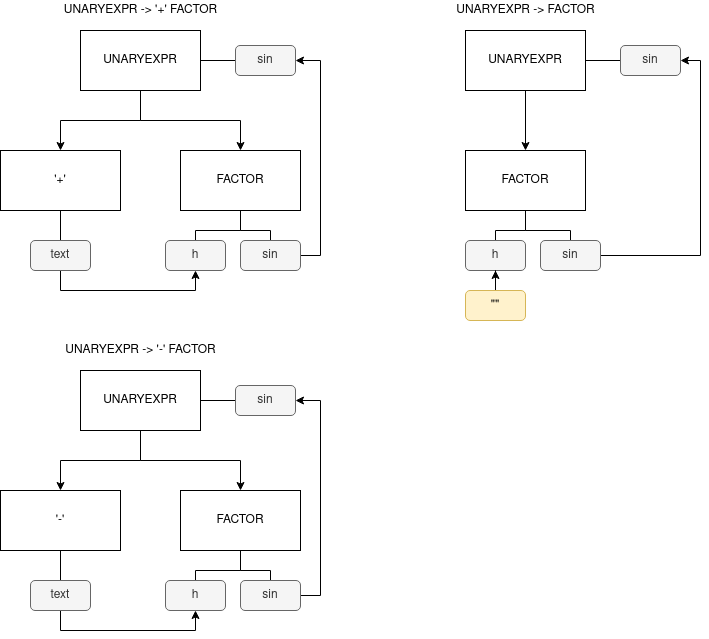 UNARYEXPR -> '+' FACTOR
UNARYEXPR
sin
'+'
FACTOR
text
h
sin
UNARYEXPR -> FACTOR
UNARYEXPR
sin
FACTOR
h
sin
""
UNARYEXPR -> '-' FACTOR
UNARYEXPR
sin
'-'
FACTOR
text
h
sin